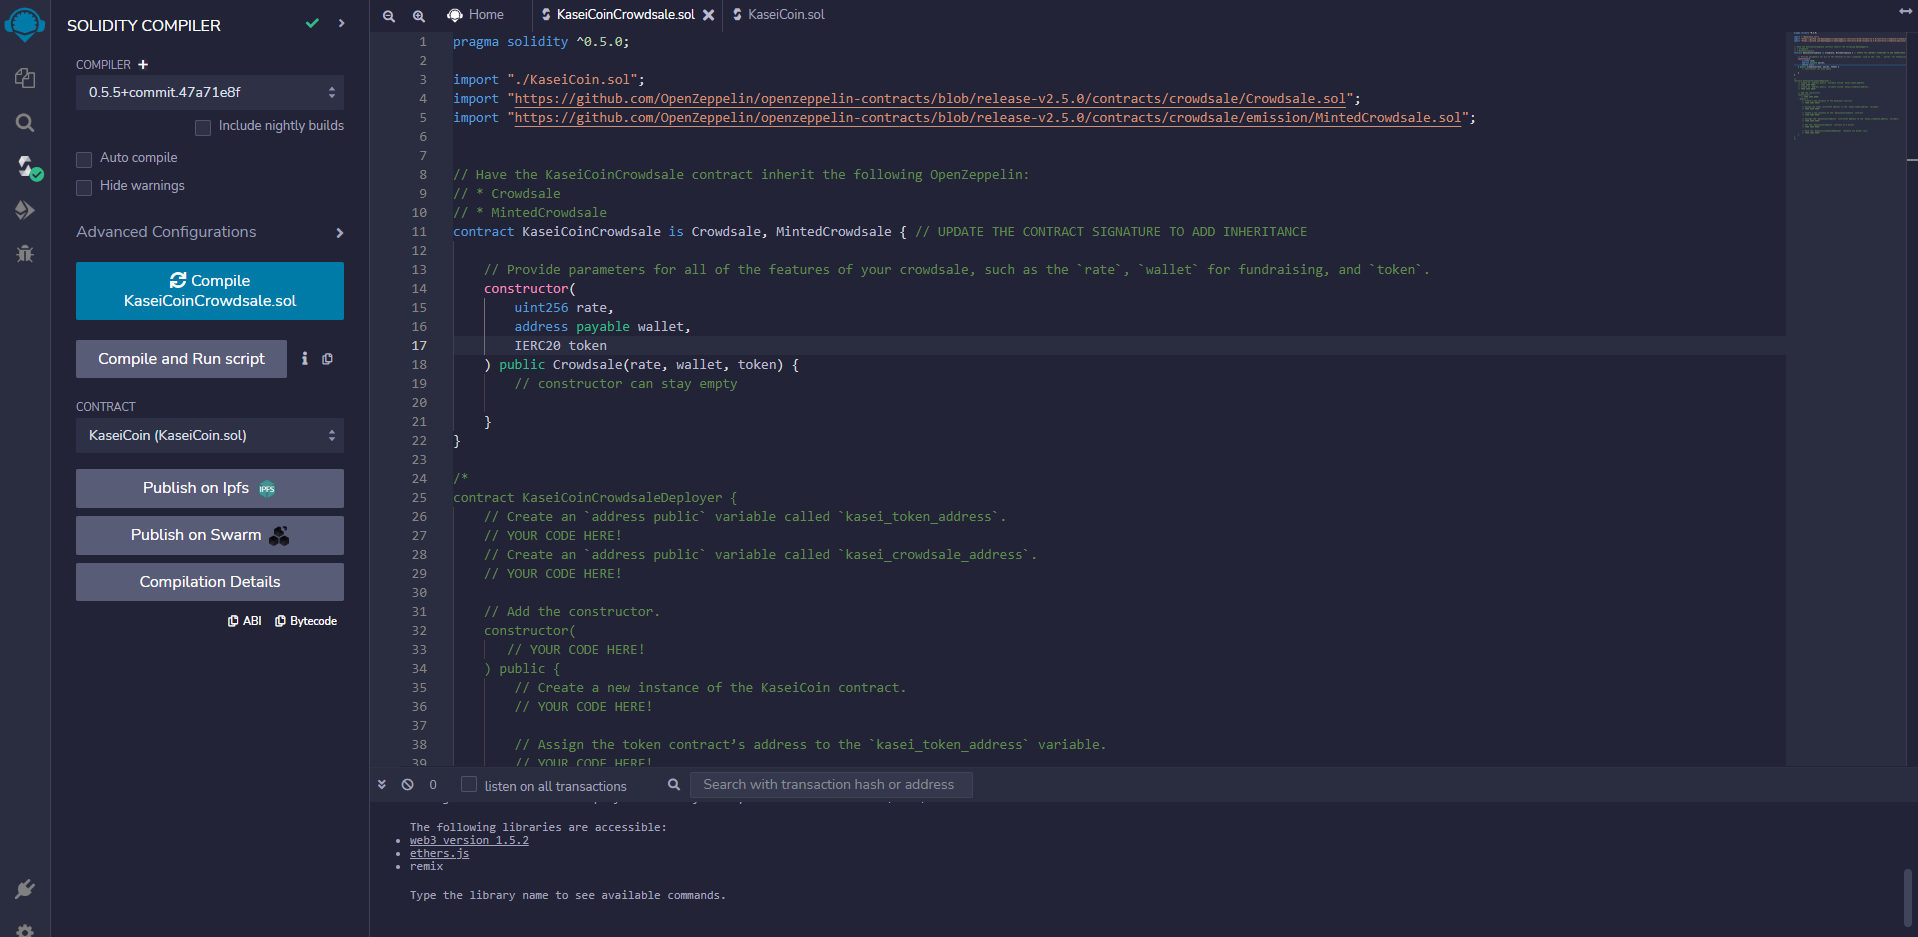 SOLIDITY COMPILER
COMPILER +
0.5.5+commit.47a71e8f
Include nightly builds
Auto compile
Hide warnings
Advanced Configurations
Compile
KaseiCoinCrowdsale.sol
Compile and Run script
CONTRACT
KaseiCoin (KaseiCoin.sol)
Publish on Ipfs IPFS
Publish on Swarm
Compilation Details
ABI Bytecode
Home KaseiCoinCrowdsale.sol KaseiCoin.sol
1 pragma solidity ^0.5.0;
2
3 import "./KaseiCoin.sol";
4 import "https://github.com/OpenZeppelin/openzeppelin-contracts/blob/release-v2.5.0/contracts/crowdsale/Crowdsale.sol";
5 import "https://github.com/OpenZeppelin/openzeppelin-contracts/blob/release-v2.5.0/contracts/crowdsale/emission/MintedCrowdsale.sol";
6
7
8 // Have the KaseiCoinCrowdsale contract inherit the following OpenZeppelin:
9 // * Crowdsale
10 // * MintedCrowdsale
11 contract KaseiCoinCrowdsale is Crowdsale, MintedCrowdsale { // UPDATE THE CONTRACT SIGNATURE TO ADD INHERITANCE
12
13 // Provide parameters for all of the features of your crowdsale, such as the `rate`, `wallet` for fundraising, and `token`.
14 constructor(
15 uint256 rate,
16 address payable wallet,
17 IERC20 token
18 ) public Crowdsale(rate, wallet, token) {
19 // constructor can stay empty
20
21 }
22 }
23
24 /*
25 contract KaseiCoinCrowdsaleDeployer {
26 // Create an `address public` variable called `kasei_token_address`.
27 // YOUR CODE HERE!
28 // Create an `address public` variable called `kasei_crowdsale_address`.
29 // YOUR CODE HERE!
30
31 // Add the constructor.
32 constructor(
33 // YOUR CODE HERE!
34 ) public {
35 // Create a new instance of the KaseiCoin contract.
36 // YOUR CODE HERE!
37
38 // Assign the token contract’s address to the `kasei_token_address` variable.
39 // YOUR CODE HERE!
0 listen on all transactions Search with transaction hash or address
The following libraries are accessible:
• web3 version 1.5.2
• ethers.js
• remix
Type the library name to see available commands.